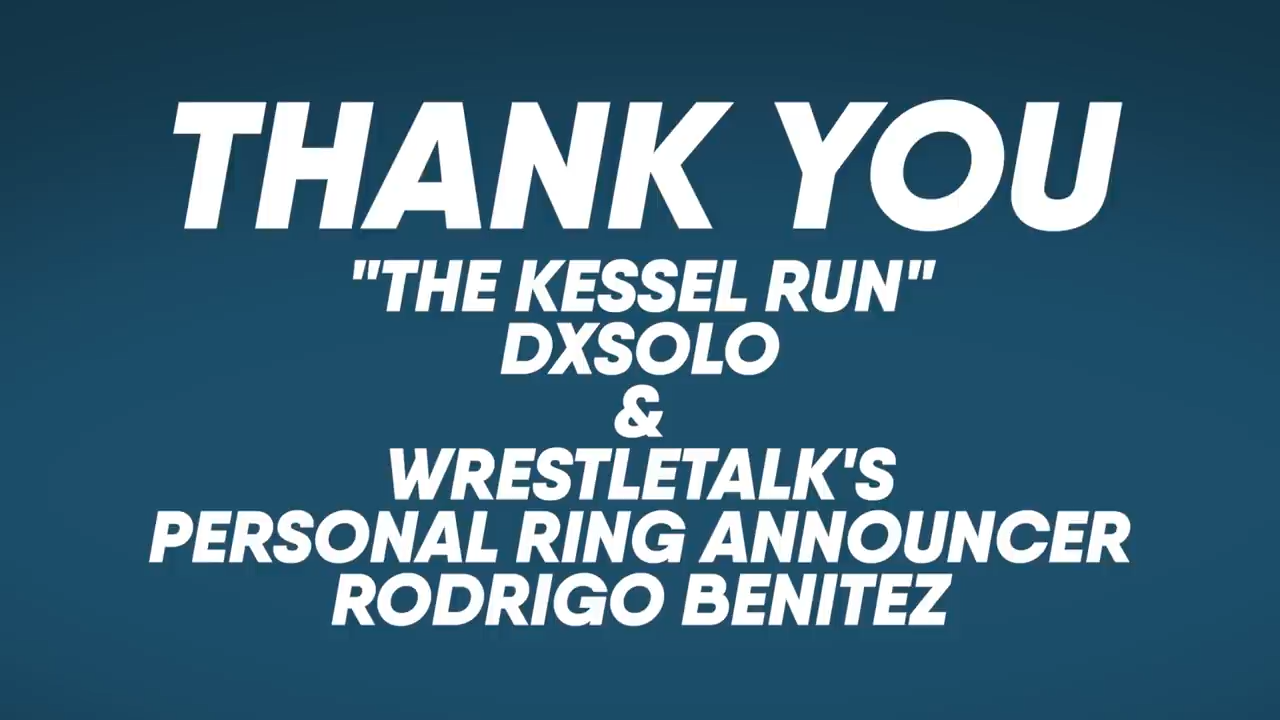 THANK YOU
"THE KESSEL RUN"
DXSOLO
&
WRESTLETALK'S
PERSONAL RING ANNOUNCER
RODRIGO BENITEZ